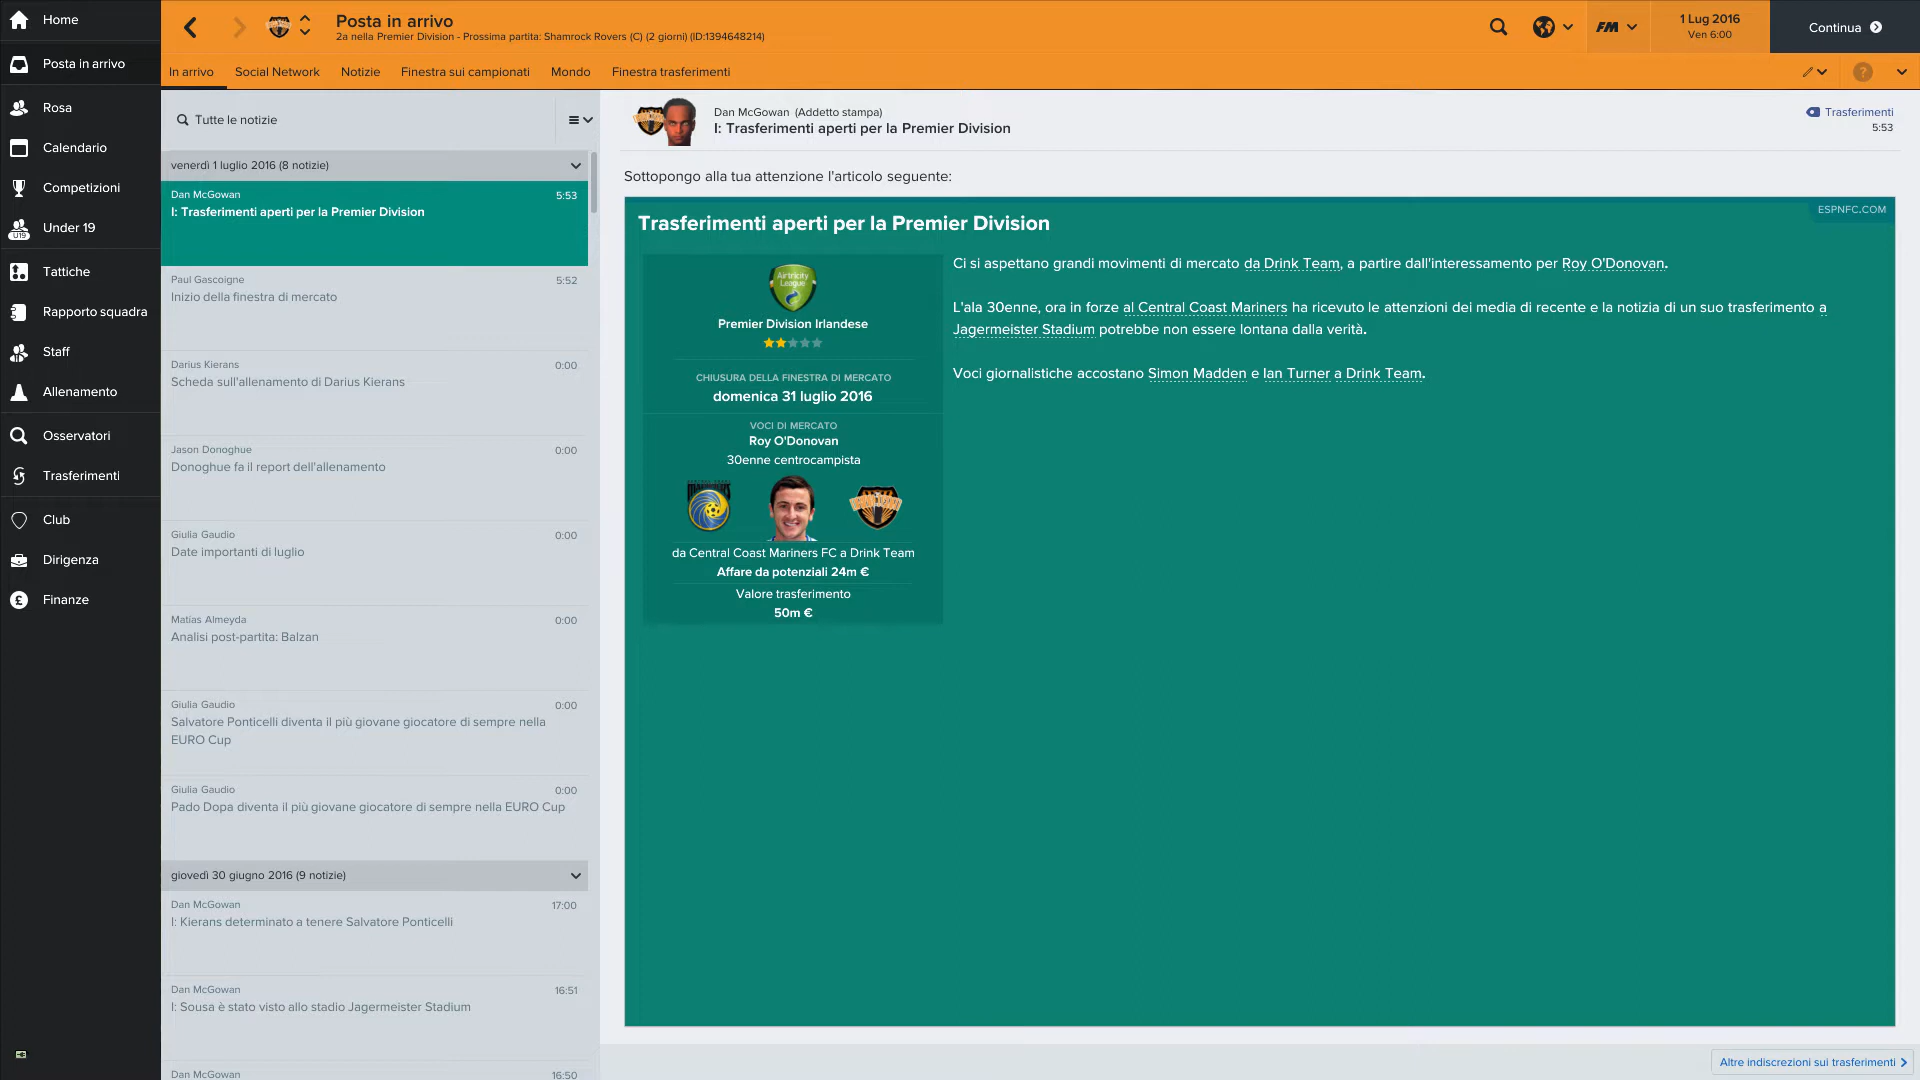 Home
Posta in arrivo
Rosa
Calendario
Competizioni
Under 19
Tattiche
Rapporto squadra
Staff
Allenamento
Osservatori
Trasferimenti
Club
Dirigenza
Finanze
Posta in arrivo
2a nella Premier Division - Prossima partita: Shamrock Rovers (C) (2 giorni) (ID:1394648214)
FM
1 Lug 2016
Ven 6:00
Continua
In arrivo
Social Network
Notizie
Finestra sui campionati
Mondo
Finestra trasferimenti
?
Tutte le notizie
venerdì 1 luglio 2016 (8 notizie)
Dan McGowan 5:53
I: Trasferimenti aperti per la Premier Division
Paul Gascoigne 5:52
Inizio della finestra di mercato
Darius Kierans 0:00
Scheda sull'allenamento di Darius Kierans
Jason Donoghue 0:00
Donoghue fa il report dell'allenamento
Giulia Gaudio 0:00
Date importanti di luglio
Matías Almeyda 0:00
Analisi post-partita: Balzan
Giulia Gaudio 0:00
Salvatore Ponticelli diventa il più giovane giocatore di sempre nella
EURO Cup
Giulia Gaudio 0:00
Pado Dopa diventa il più giovane giocatore di sempre nella EURO Cup
giovedì 30 giugno 2016 (9 notizie)
Dan McGowan 17:00
I: Kierans determinato a tenere Salvatore Ponticelli
Dan McGowan 16:51
I: Sousa è stato visto allo stadio Jagermeister Stadium
Dan McGowan 16:50
Dan McGowan (Addetto stampa)
I: Trasferimenti aperti per la Premier Division
Trasferimenti
5:53
Sottopongo alla tua attenzione l'articolo seguente:
Trasferimenti aperti per la Premier Division
ESPNFC.COM
Airtricity
League
Premier Division Irlandese
CHIUSURA DELLA FINESTRA DI MERCATO
domenica 31 luglio 2016
VOCI DI MERCATO
Roy O'Donovan
30enne centrocampista
da Central Coast Mariners FC a Drink Team
Affare da potenziali 24m €
Valore trasferimento
50m €
Ci si aspettano grandi movimenti di mercato da Drink Team, a partire dall'interessamento per Roy O'Donovan.
L'ala 30enne, ora in forze al Central Coast Mariners ha ricevuto le attenzioni dei media di recente e la notizia di un suo trasferimento a
Jagermeister Stadium potrebbe non essere lontana dalla verità.
Voci giornalistiche accostano Simon Madden e Ian Turner a Drink Team.
Altre indiscrezioni sui trasferimenti